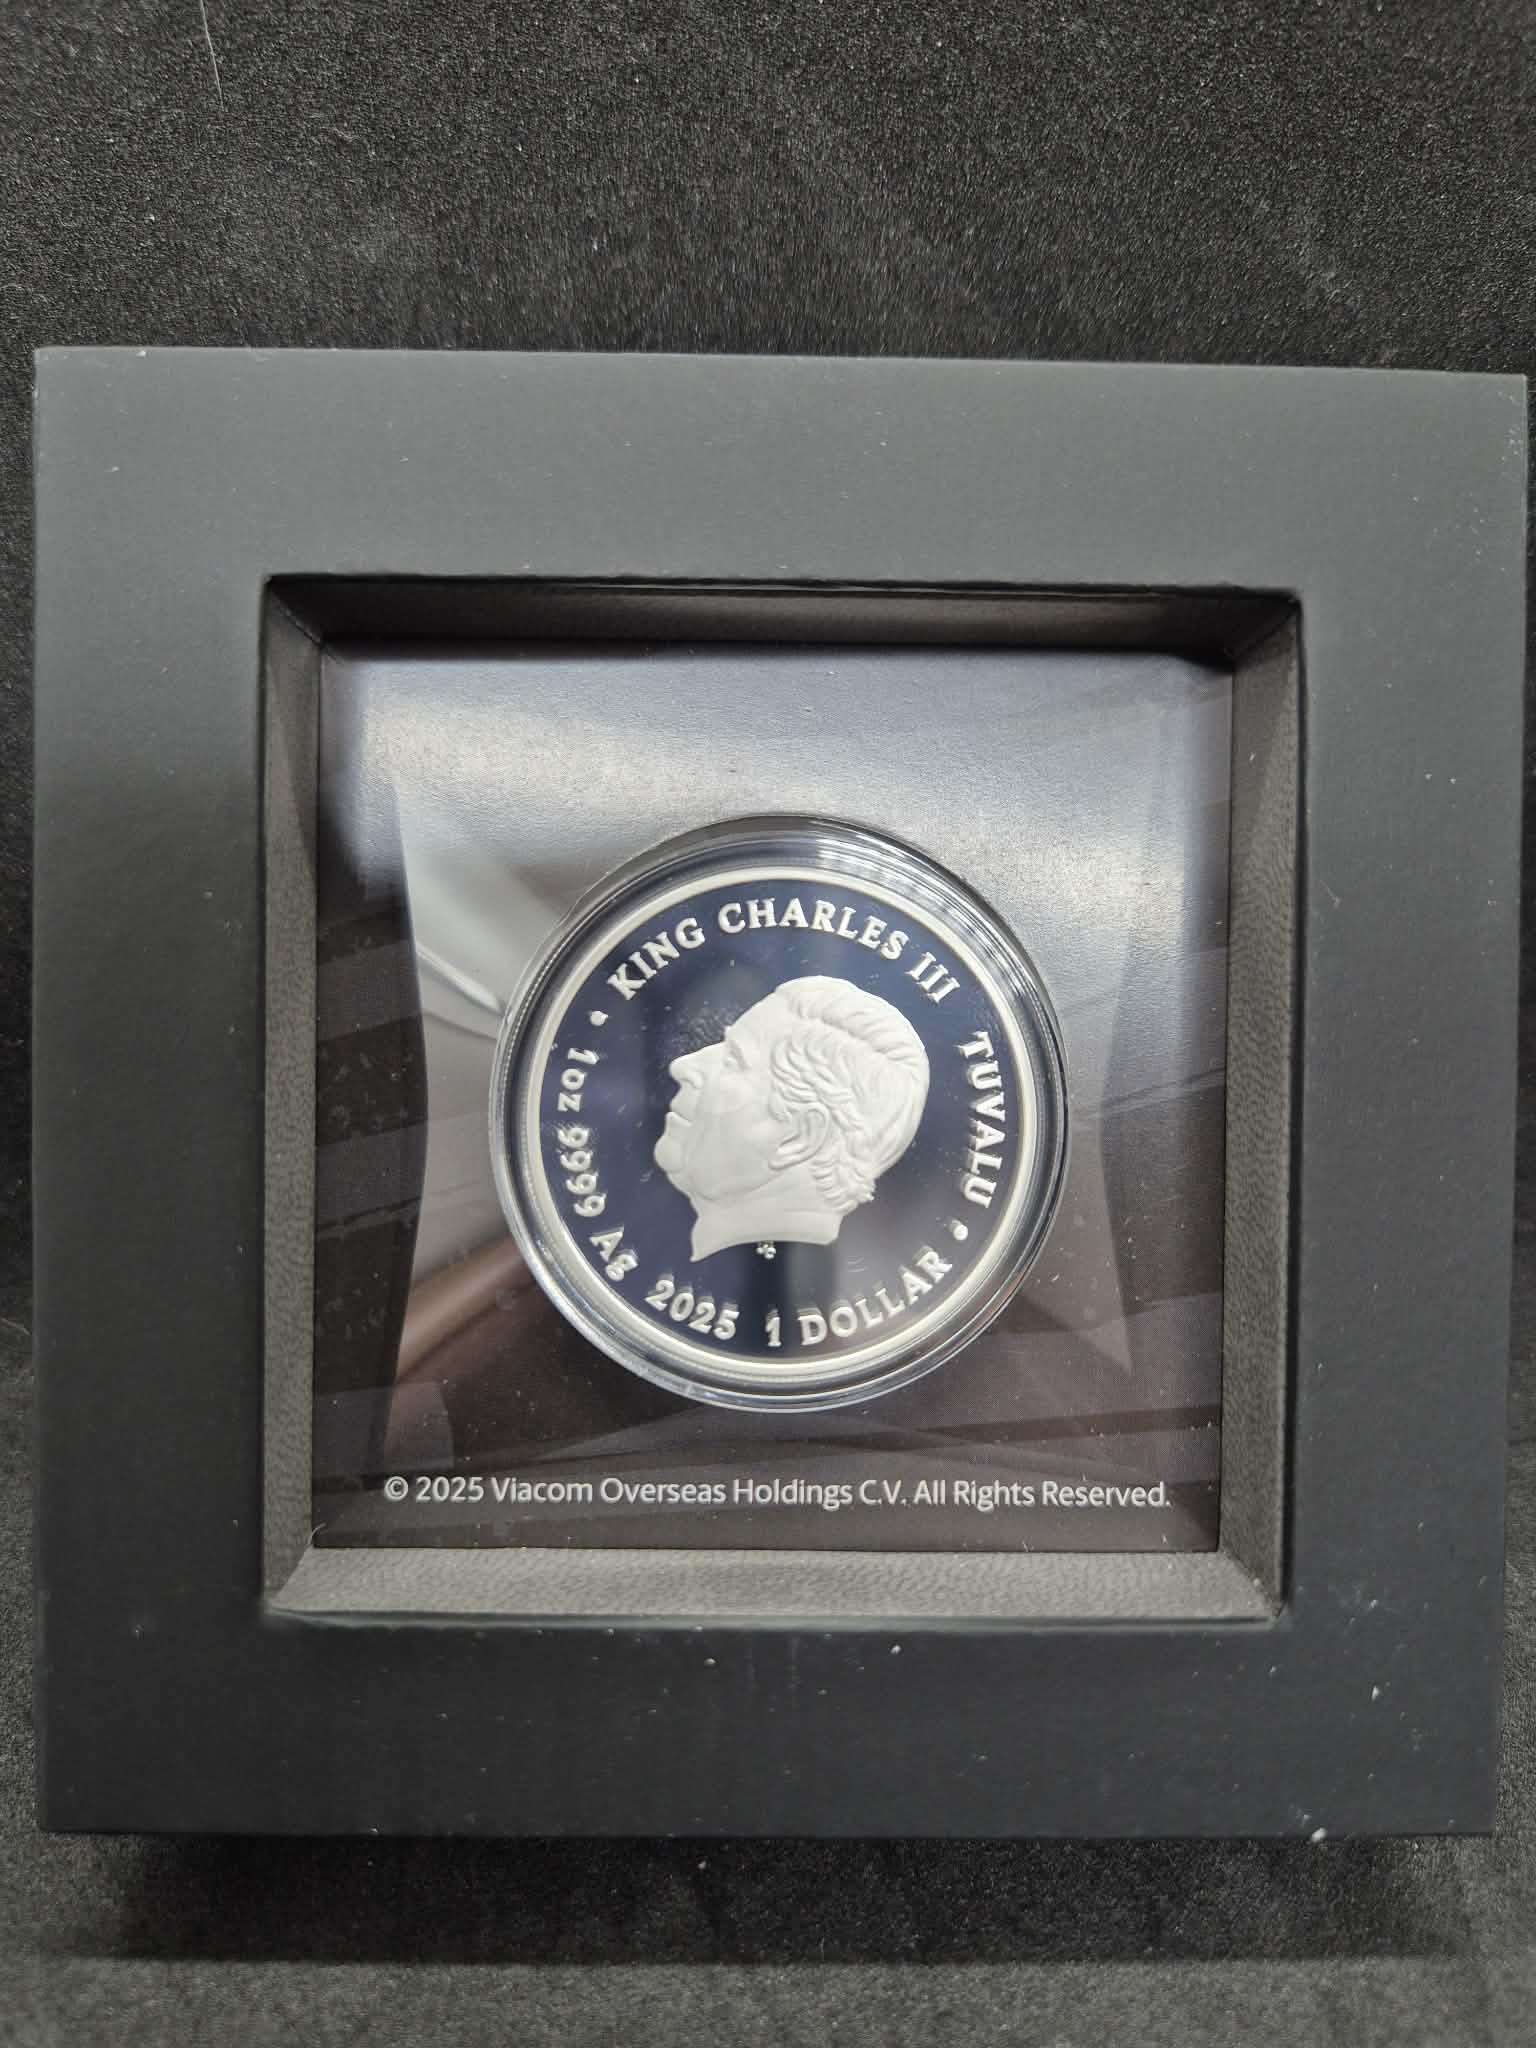 • KING CHARLES III TUVALU •
1oz 9999 Ag 2025 1 DOLLAR
© 2025 Viacom Overseas Holdings C.V. All Rights Reserved.